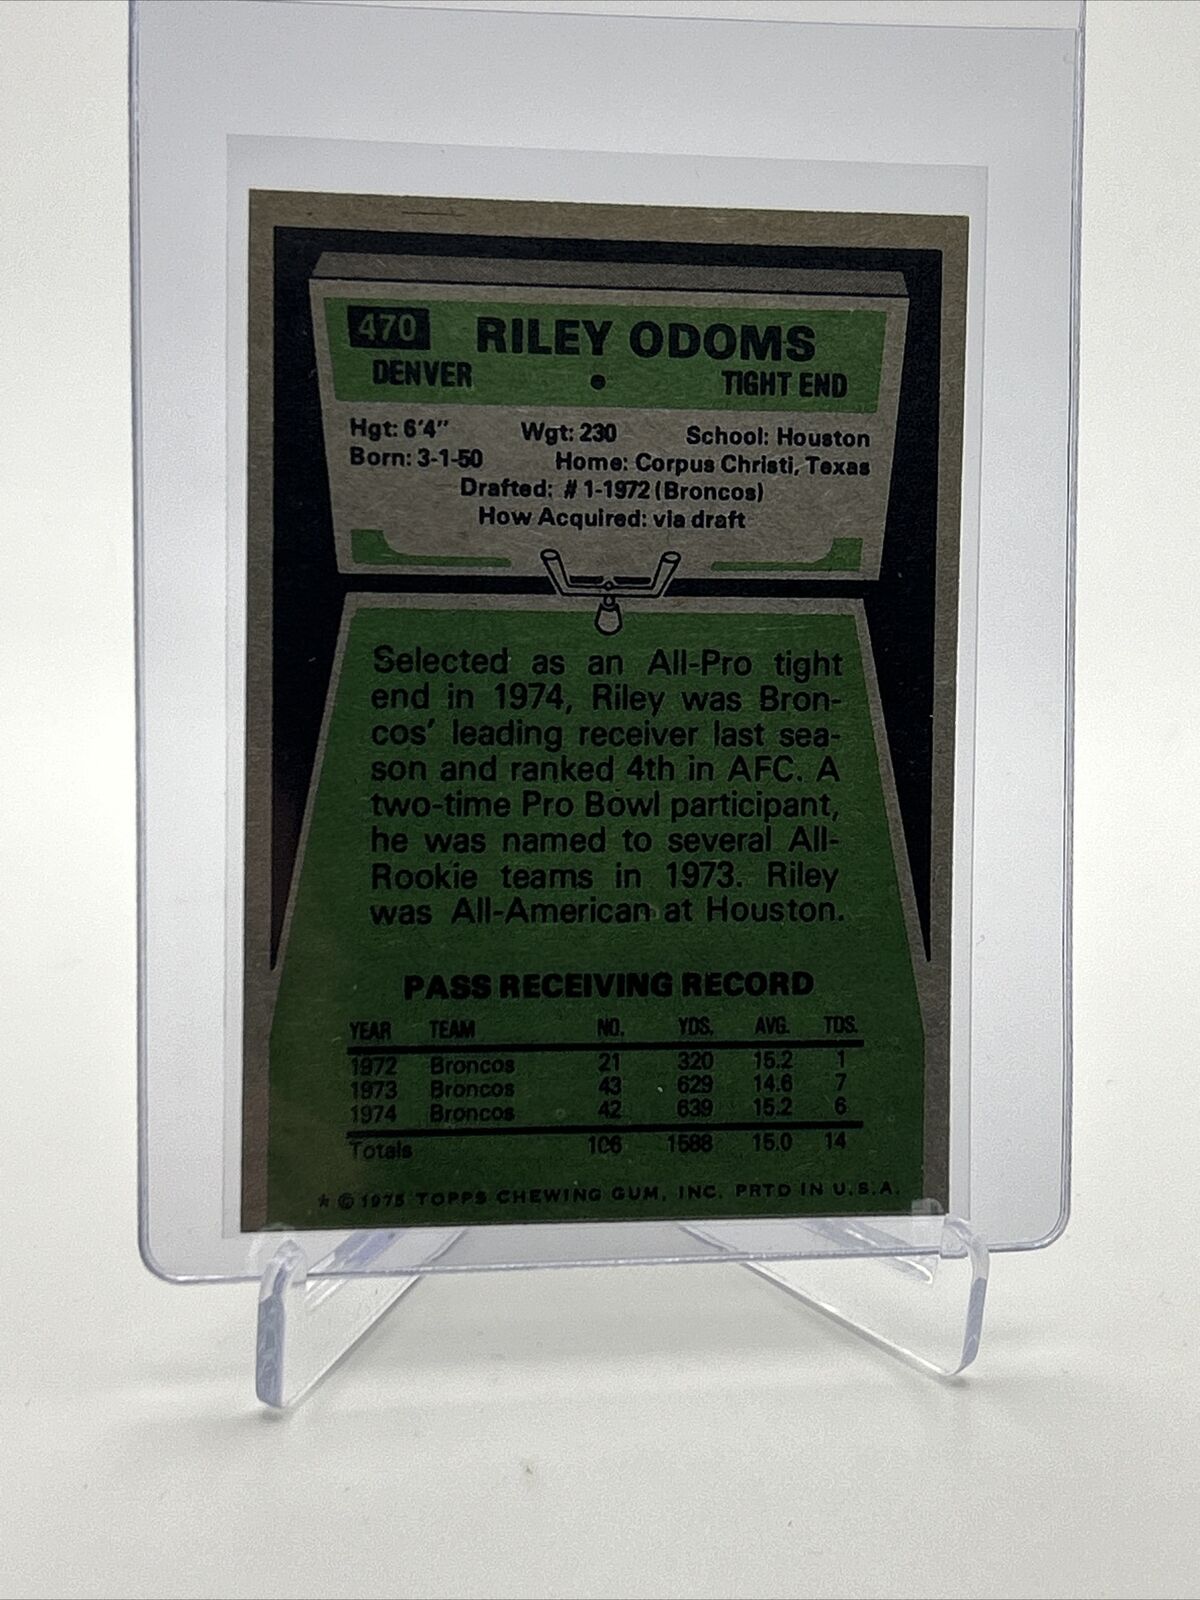 470 RILEY ODOMS
DENVER • TIGHT END
Hgt: 6'4" Wgt: 230 School: Houston
Born: 3-1-50 Home: Corpus Christi, Texas
Drafted: # 1-1972 (Broncos)
How Acquired: via draft
Selected as an All-Pro tight
end in 1974, Riley was Bron-
cos' leading receiver last sea-
son and ranked 4th in AFC. A
two-time Pro Bowl participant,
he was named to several All-
Rookie teams in 1973. Riley
was All-American at Houston.
PASS RECEIVING RECORD
YEAR TEAM NO. YDS. AVG. TDS.
1972 Broncos 21 320 15.2 1
1973 Broncos 43 629 14.6 7
1974 Broncos 42 639 15.2 6
Totals 106 1588 15.0 14
* © 1975 TOPPS CHEWING GUM, INC. PRTD IN U.S.A.